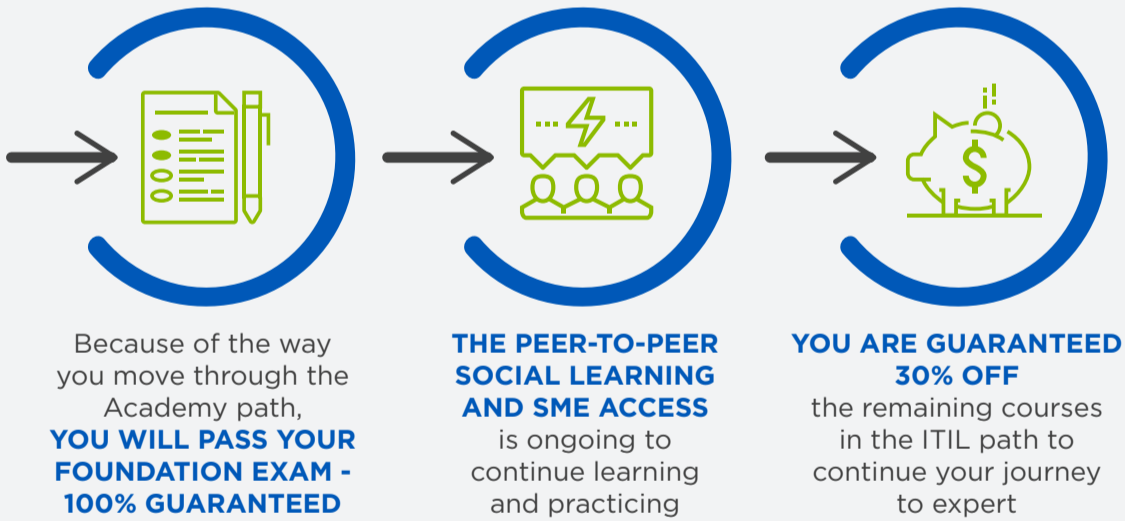 Because of the way
you move through the
Academy path,
YOU WILL PASS YOUR
FOUNDATION EXAM -
100% GUARANTEED
THE PEER-TO-PEER
SOCIAL LEARNING
AND SME ACCESS
is ongoing to
continue learning
and practicing
$
YOU ARE GUARANTEED
30% OFF
the remaining courses
in the ITIL path to
continue your journey
to expert